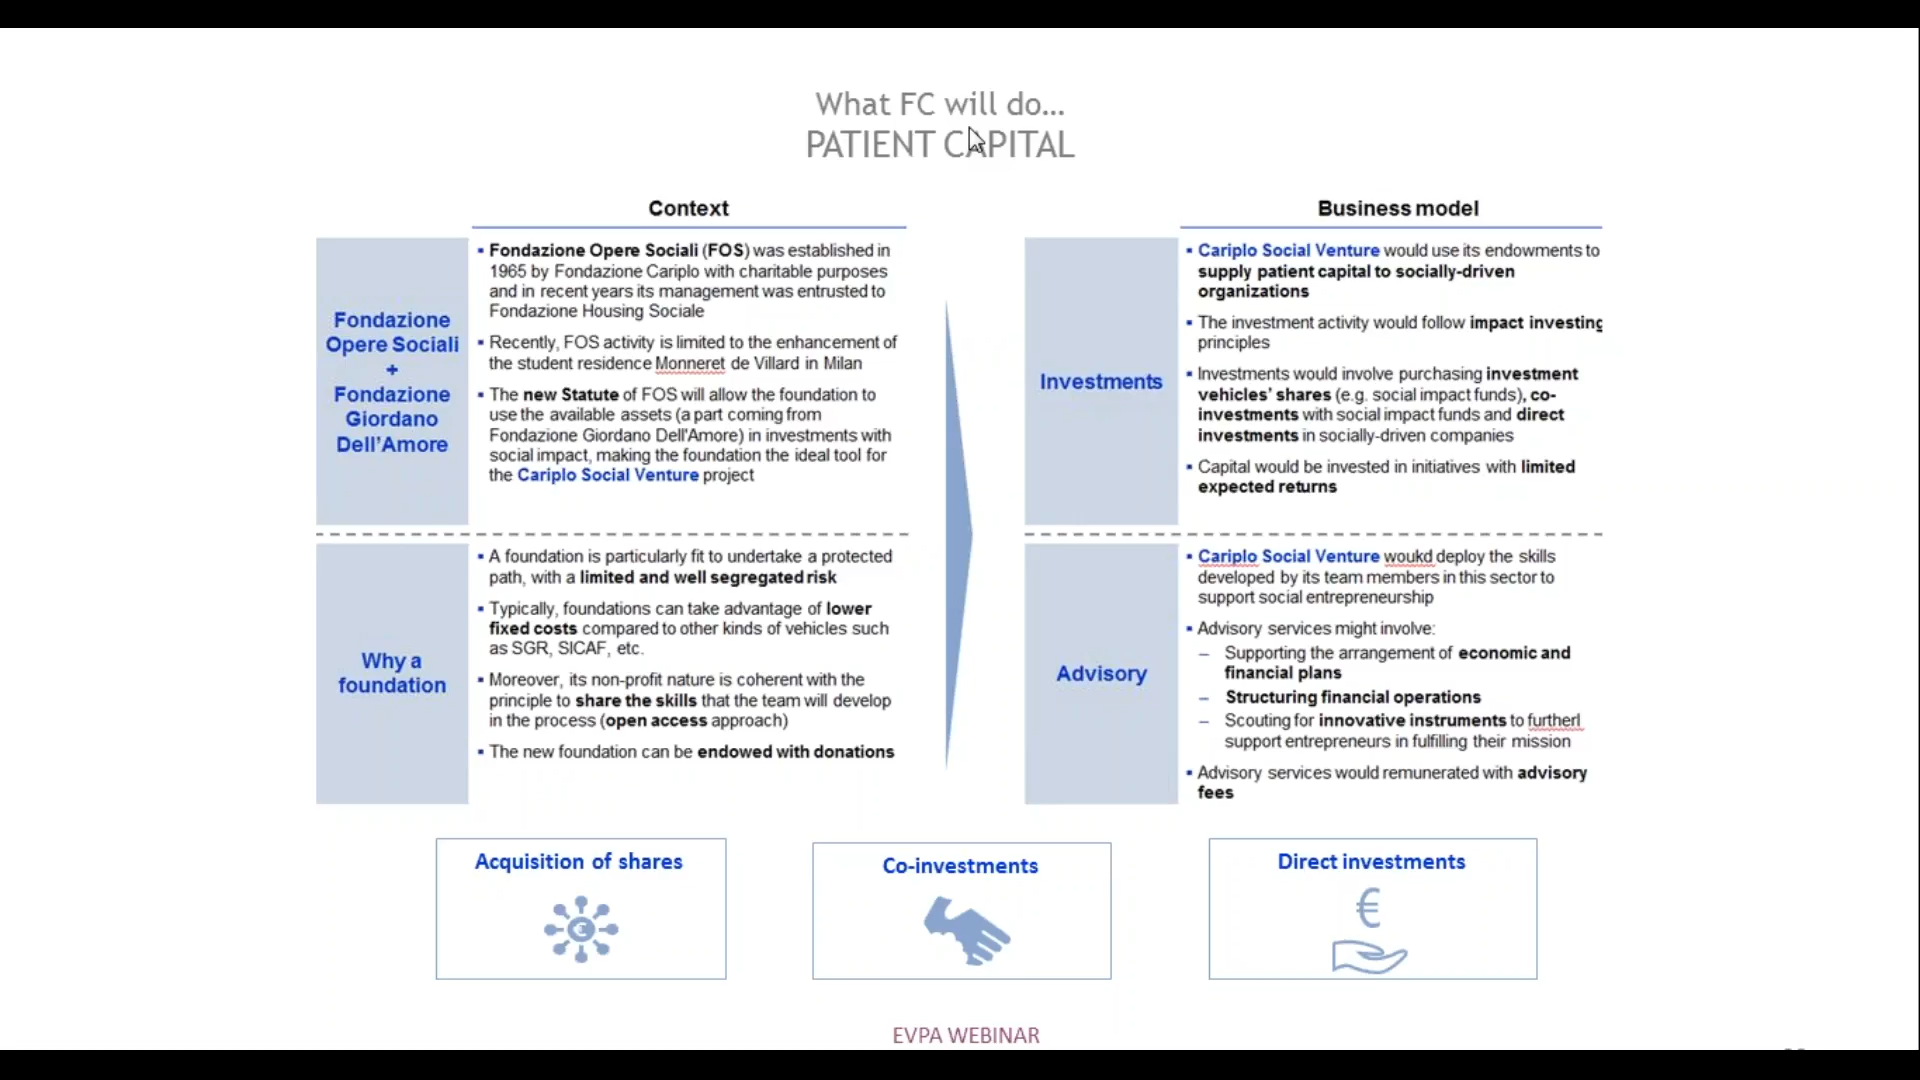 What FC will do...
PATIENT CAPITAL
Context
Fondazione
Opere Sociali
+
Fondazione
Giordano
Dell'Amore
▪ Fondazione Opere Sociali (FOS) was established in
1965 by Fondazione Cariplo with charitable purposes
and in recent years its management was entrusted to
Fondazione Housing Sociale
▪ Recently, FOS activity is limited to the enhancement of
the student residence Monneret de Villard in Milan
▪ The new Statute of FOS will allow the foundation to
use the available assets (a part coming from
Fondazione Giordano Dell'Amore) in investments with
social impact, making the foundation the ideal tool for
the Cariplo Social Venture project
Why a
foundation
▪ A foundation is particularly fit to undertake a protected
path, with a limited and well segregated risk
▪ Typically, foundations can take advantage of lower
fixed costs compared to other kinds of vehicles such
as SGR, SICAF, etc.
▪ Moreover, its non-profit nature is coherent with the
principle to share the skills that the team will develop
in the process (open access approach)
▪ The new foundation can be endowed with donations
Business model
Investments
▪ Cariplo Social Venture would use its endowments to
supply patient capital to socially-driven
organizations
▪ The investment activity would follow impact investing
principles
▪ Investments would involve purchasing investment
vehicles' shares (e.g. social impact funds), co-
investments with social impact funds and direct
investments in socially-driven companies
▪ Capital would be invested in initiatives with limited
expected returns
Advisory
▪ Cariplo Social Venture woukd deploy the skills
developed by its team members in this sector to
support social entrepreneurship
▪ Advisory services might involve:
– Supporting the arrangement of economic and
financial plans
– Structuring financial operations
– Scouting for innovative instruments to furtherl
support entrepreneurs in fulfilling their mission
▪ Advisory services would remunerated with advisory
fees
Acquisition of shares
€
Co-investments
Direct investments
€
EVPA WEBINAR